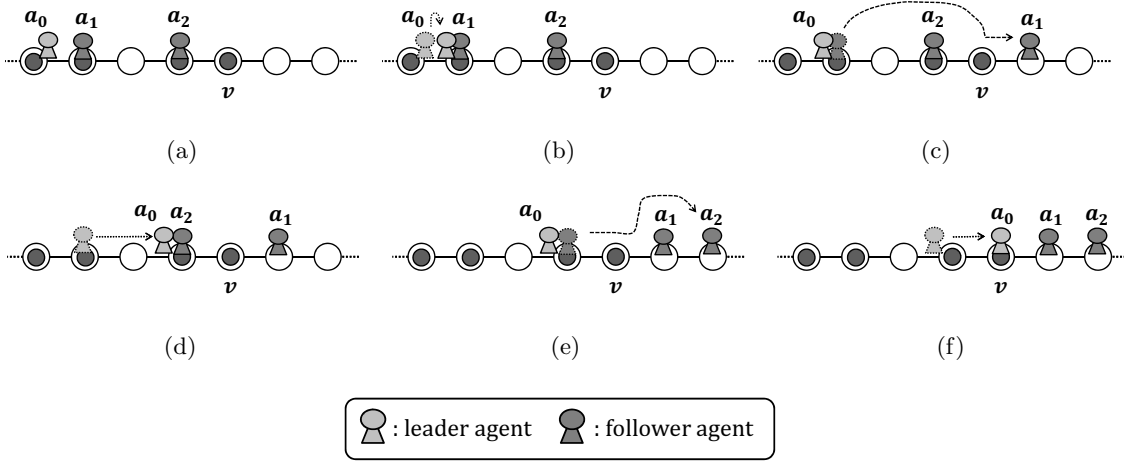 a0 a1 a2
v
(a)
a0 a1 a2
v
(b)
a0 a2 a1
v
(c)
a0 a2 a1
v
(d)
a0 a1 a2
v
(e)
a0 a1 a2
v
(f)
: leader agent : follower agent